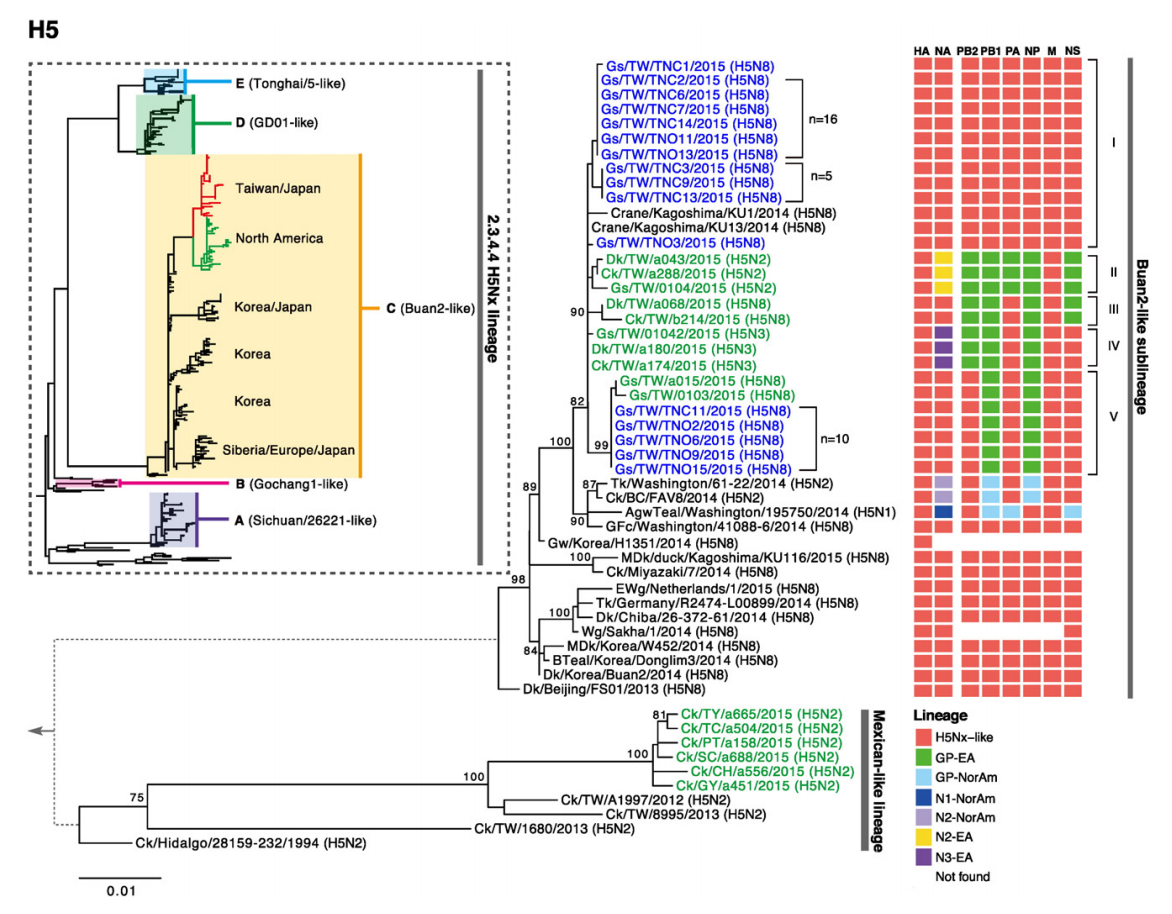 H5
E (Tonghai/5-like)
D (GD01-like)
Taiwan/Japan
North America
Korea/Japan
C (Buan2-like)
Korea
Korea
Siberia/Europe/Japan
B (Gochang1-like)
A (Sichuan/26221-like)
2.3.4.4 H5Nx lineage
HA NA PB2 PB1 PA NP M NS
Gs/TW/TNC1/2015 (H5N8)
Gs/TW/TNC2/2015 (H5N8)
Gs/TW/TNC6/2015 (H5N8)
Gs/TW/TNC7/2015 (H5N8)
Gs/TW/TNC14/2015 (H5N8)
Gs/TW/TNO11/2015 (H5N8)
Gs/TW/TNO13/2015 (H5N8)
n=16
Gs/TW/TNC3/2015 (H5N8)
Gs/TW/TNC9/2015 (H5N8)
Gs/TW/TNC13/2015 (H5N8)
n=5
Crane/Kagoshima/KU1/2014 (H5N8)
Crane/Kagoshima/KU13/2014 (H5N8)
Gs/TW/TNO3/2015 (H5N8)
I
Dk/TW/a043/2015 (H5N2)
Ck/TW/a288/2015 (H5N2)
Gs/TW/0104/2015 (H5N2)
II
Dk/TW/a068/2015 (H5N8)
Ck/TW/b214/2015 (H5N8)
90
III
Gs/TW/01042/2015 (H5N3)
Dk/TW/a180/2015 (H5N3)
Ck/TW/a174/2015 (H5N3)
IV
Gs/TW/a015/2015 (H5N8)
Gs/TW/0103/2015 (H5N8)
82
Gs/TW/TNC11/2015 (H5N8)
Gs/TW/TNO2/2015 (H5N8)
Gs/TW/TNO6/2015 (H5N8)
Gs/TW/TNO9/2015 (H5N8)
Gs/TW/TNO15/2015 (H5N8)
n=10
100
99
V
Tk/Washington/61-22/2014 (H5N2)
87
Ck/BC/FAV8/2014 (H5N2)
89
AgwTeal/Washington/195750/2014 (H5N1)
90
GFc/Washington/41088-6/2014 (H5N8)
Gw/Korea/H1351/2014 (H5N8)
MDk/duck/Kagoshima/KU116/2015 (H5N8)
100
Ck/Miyazaki/7/2014 (H5N8)
98
EWg/Netherlands/1/2015 (H5N8)
Tk/Germany/R2474-L00899/2014 (H5N8)
100
Dk/Chiba/26-372-61/2014 (H5N8)
Wg/Sakha/1/2014 (H5N8)
MDk/Korea/W452/2014 (H5N8)
84
BTeal/Korea/Donglim3/2014 (H5N8)
Dk/Korea/Buan2/2014 (H5N8)
Dk/Beijing/FS01/2013 (H5N8)
Buan2-like sublineage
81
Ck/TY/a665/2015 (H5N2)
Ck/TC/a504/2015 (H5N2)
Ck/PT/a158/2015 (H5N2)
100
Ck/SC/a688/2015 (H5N2)
Ck/CH/a556/2015 (H5N2)
Ck/GY/a451/2015 (H5N2)
100
75
Ck/TW/A1997/2012 (H5N2)
Ck/TW/8995/2013 (H5N2)
Ck/TW/1680/2013 (H5N2)
Ck/Hidalgo/28159-232/1994 (H5N2)
Mexican-like lineage
0.01
Lineage
H5Nx-like
GP-EA
GP-NorAm
N1-NorAm
N2-NorAm
N2-EA
N3-EA
Not found